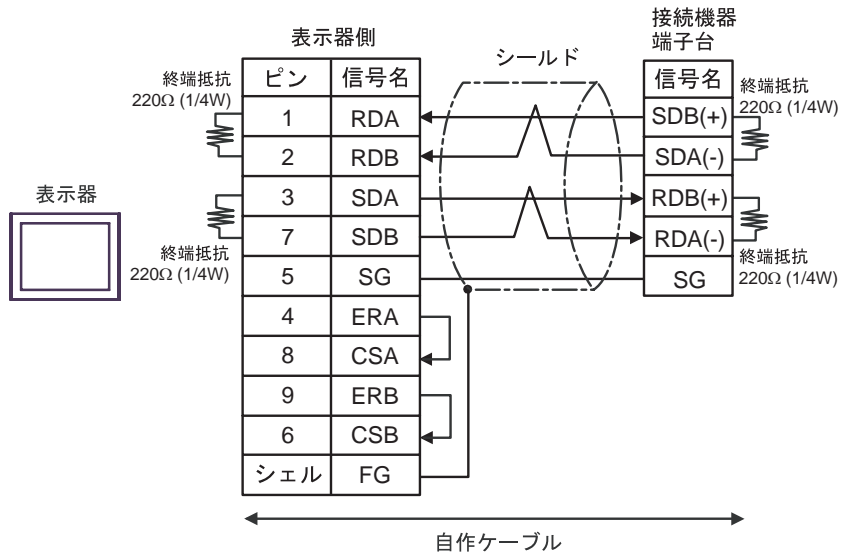 表示器側
接続機器
端子台
シールド
終端抵抗
220Ω (1/4W)
ピン 信号名
1 RDA
2 RDB
3 SDA
7 SDB
5 SG
4 ERA
8 CSA
9 ERB
6 CSB
シェル FG
表示器
終端抵抗
220Ω (1/4W)
信号名
SDB(+)
SDA(-)
RDB(+)
RDA(-)
SG
終端抵抗
220Ω (1/4W)
終端抵抗
220Ω (1/4W)
自作ケーブル